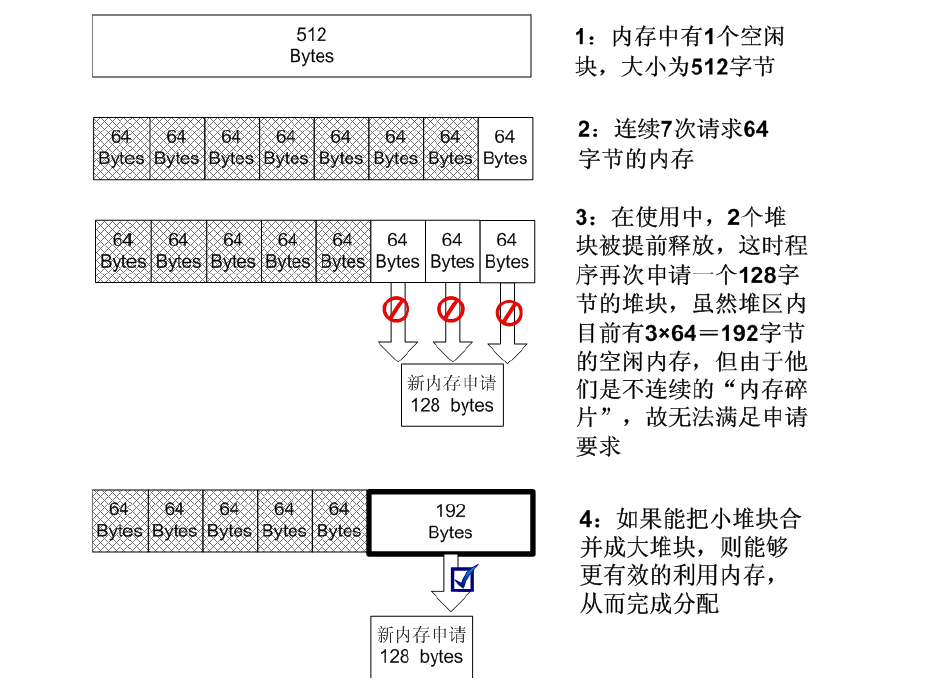 512
Bytes
1：内存中有1个空闲
块，大小为512字节
64 64 64 64 64 64 64 64
Bytes Bytes Bytes Bytes Bytes Bytes Bytes Bytes
2：连续7次请求64
字节的内存
64 64 64 64 64 64 64 64
Bytes Bytes Bytes Bytes Bytes Bytes Bytes Bytes
3：在使用中，2个堆
块被提前释放，这时程
序再次申请一个128字
节的堆块，虽然堆区内
目前有3×64＝192字节
的空闲内存，但由于他
们是不连续的“内存碎
片”，故无法满足申请
要求
新内存申请
128 bytes
64 64 64 64 64 192
Bytes Bytes Bytes Bytes Bytes Bytes
4：如果能把小堆块合
并成大堆块，则能够
更有效的利用内存，
从而完成分配
新内存申请
128 bytes